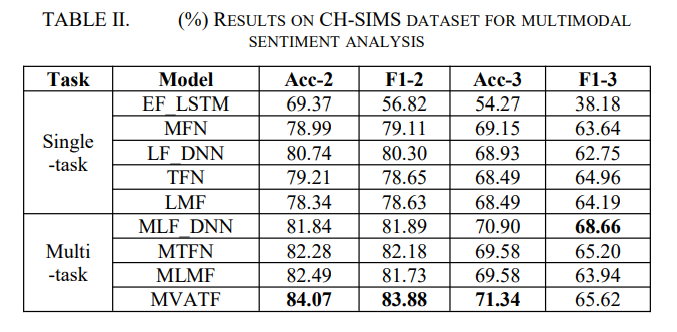 TABLE II. (%) RESULTS ON CH-SIMS DATASET FOR MULTIMODAL
SENTIMENT ANALYSIS
Task Model Acc-2 F1-2 Acc-3 F1-3
Single
-task
EF_LSTM 69.37 56.82 54.27 38.18
MFN 78.99 79.11 69.15 63.64
LF_DNN 80.74 80.30 68.93 62.75
TFN 79.21 78.65 68.49 64.96
LMF 78.34 78.63 68.49 64.19
Multi
-task
MLF_DNN 81.84 81.89 70.90 68.66
MTFN 82.28 82.18 69.58 65.20
MLMF 82.49 81.73 69.58 63.94
MVATF 84.07 83.88 71.34 65.62